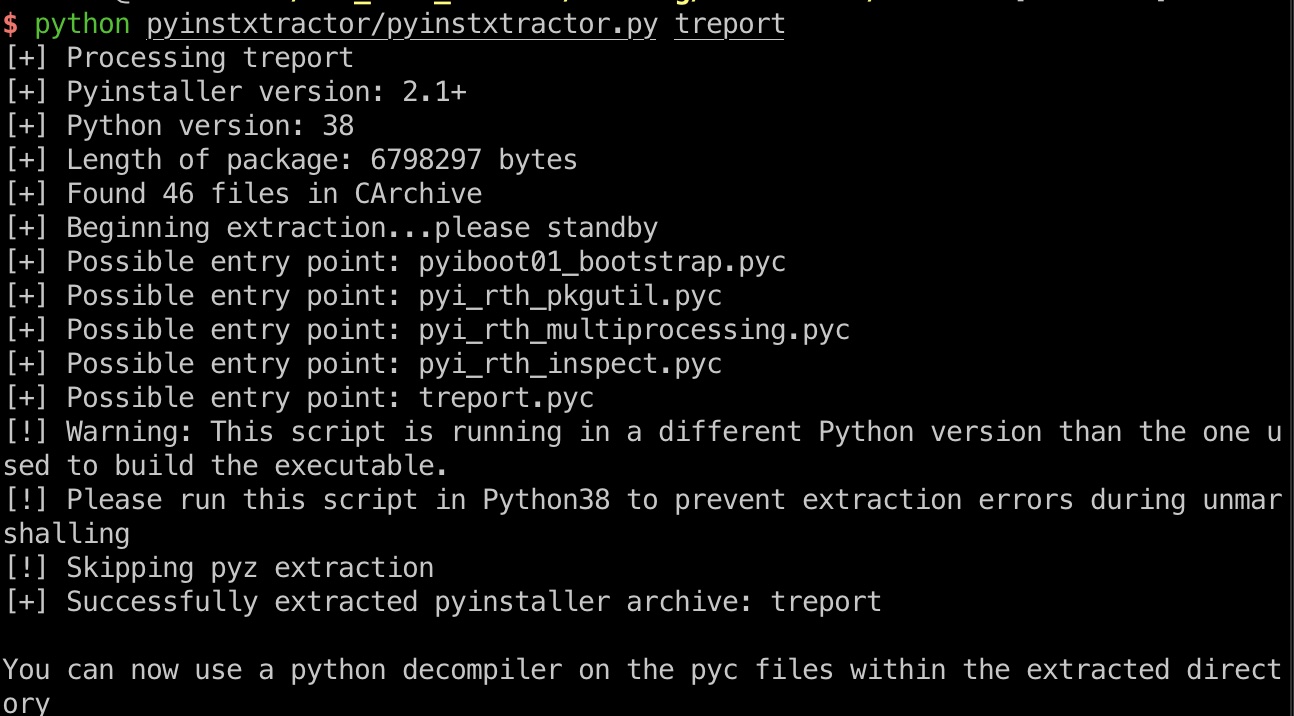 $ python pyinstxtractor/pyinstxtractor.py treport
[+] Processing treport
[+] Pyinstaller version: 2.1+
[+] Python version: 38
[+] Length of package: 6798297 bytes
[+] Found 46 files in CArchive
[+] Beginning extraction...please standby
[+] Possible entry point: pyiboot01_bootstrap.pyc
[+] Possible entry point: pyi_rth_pkgutil.pyc
[+] Possible entry point: pyi_rth_multiprocessing.pyc
[+] Possible entry point: pyi_rth_inspect.pyc
[+] Possible entry point: treport.pyc
[!] Warning: This script is running in a different Python version than the one u
sed to build the executable.
[!] Please run this script in Python38 to prevent extraction errors during unmar
shalling
[!] Skipping pyz extraction
[+] Successfully extracted pyinstaller archive: treport
You can now use a python decompiler on the pyc files within the extracted direct
ory